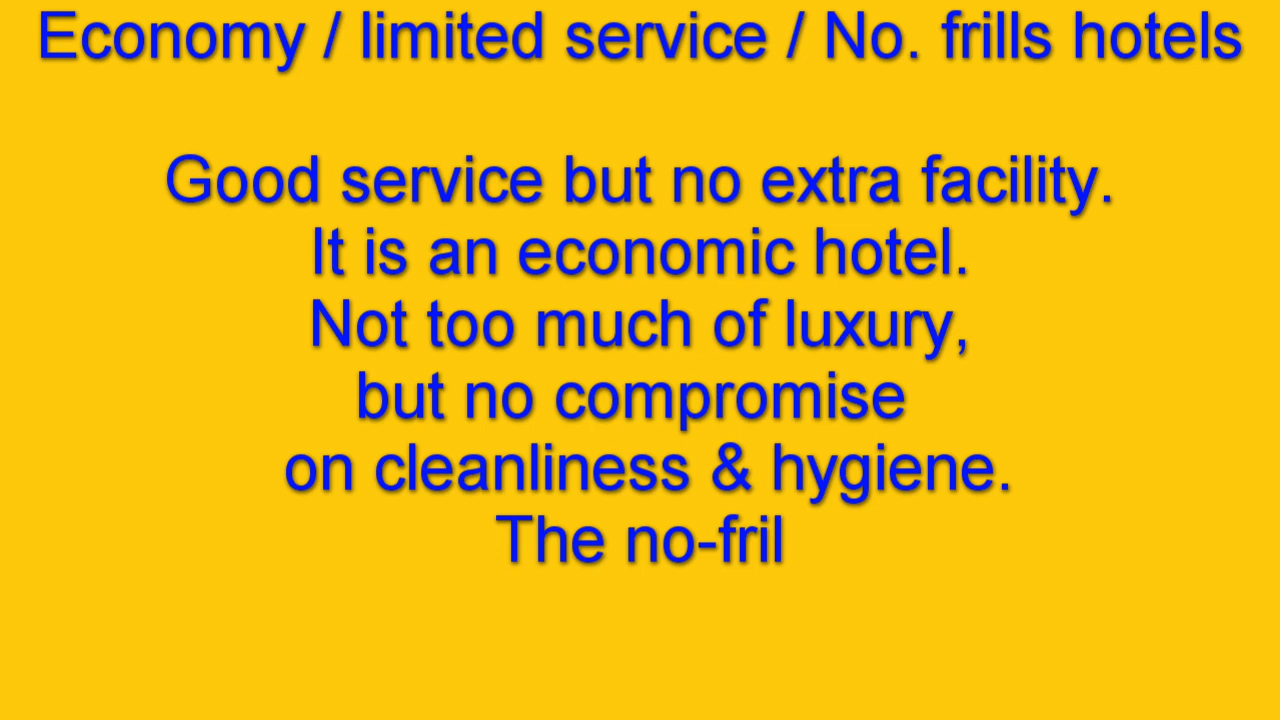 Economy / limited service / No. frills hotels
Good service but no extra facility.
It is an economic hotel.
Not too much of luxury,
but no compromise
on cleanliness & hygiene.
The no-fril